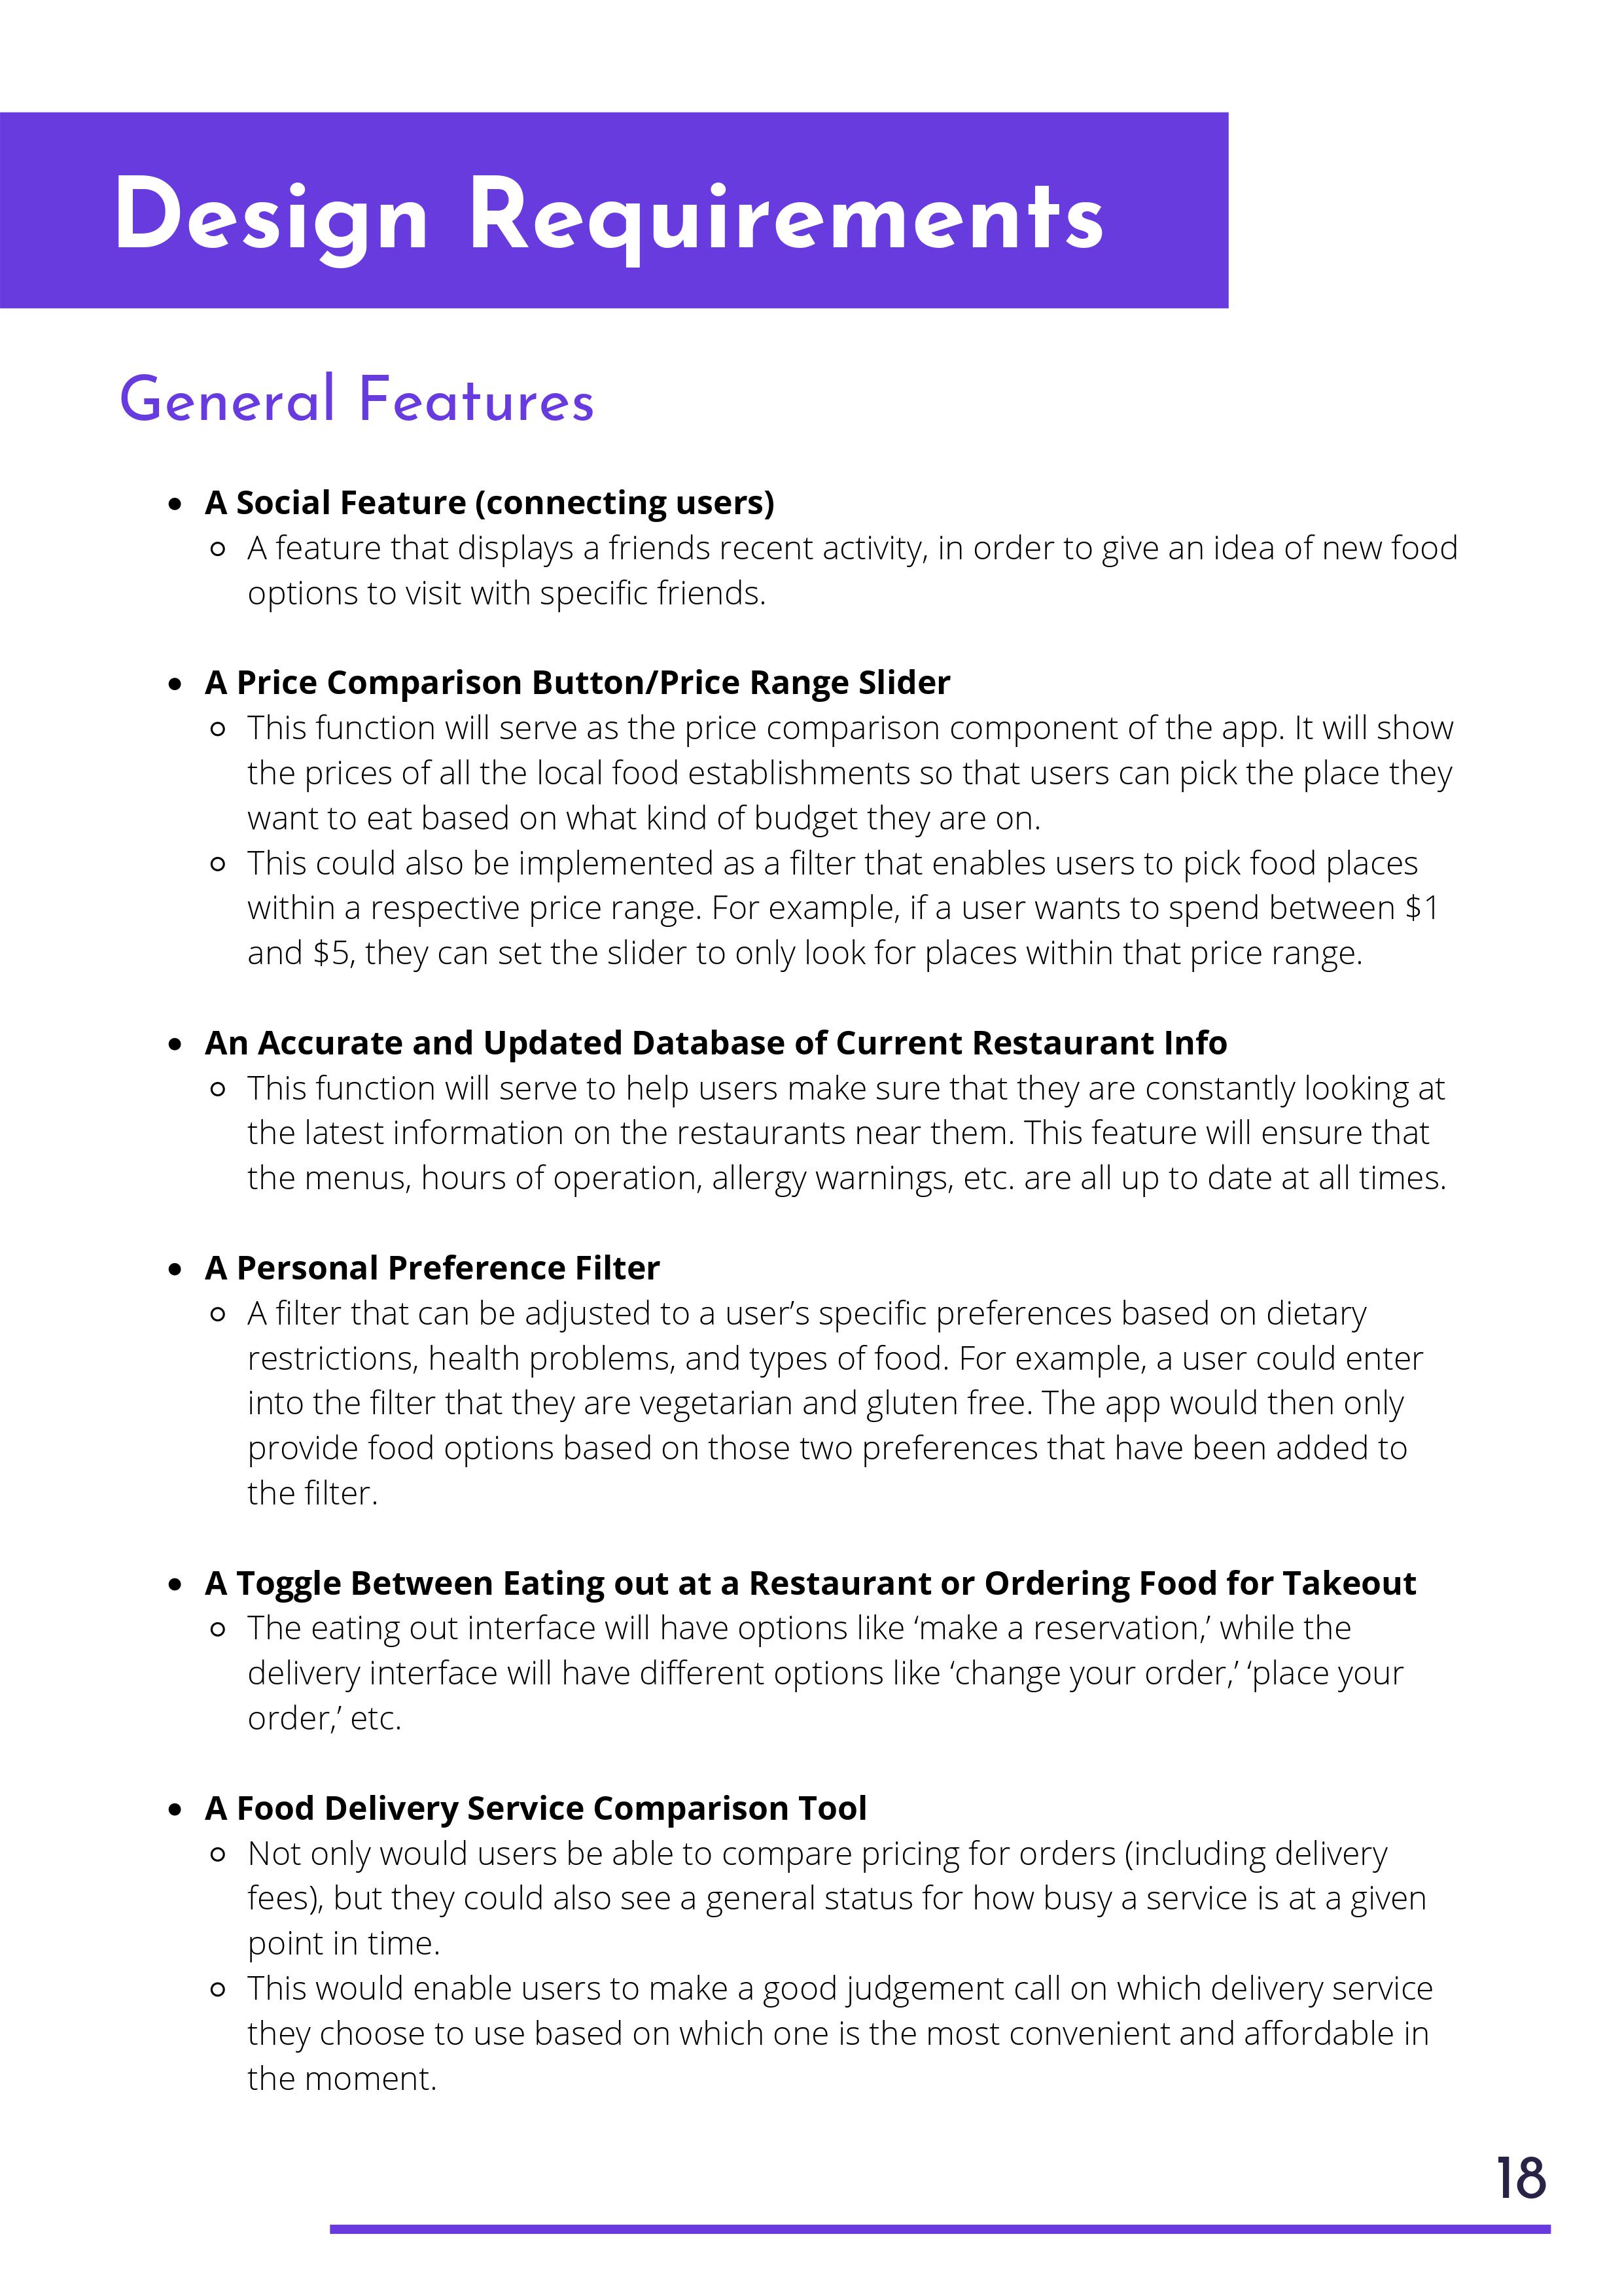 Design Requirements
General Features
• A Social Feature (connecting users)
○ A feature that displays a friends recent activity, in order to give an idea of new food
options to visit with specific friends.
• A Price Comparison Button/Price Range Slider
○ This function will serve as the price comparison component of the app. It will show
the prices of all the local food establishments so that users can pick the place they
want to eat based on what kind of budget they are on.
○ This could also be implemented as a filter that enables users to pick food places
within a respective price range. For example, if a user wants to spend between $1
and $5, they can set the slider to only look for places within that price range.
• An Accurate and Updated Database of Current Restaurant Info
○ This function will serve to help users make sure that they are constantly looking at
the latest information on the restaurants near them. This feature will ensure that
the menus, hours of operation, allergy warnings, etc. are all up to date at all times.
• A Personal Preference Filter
○ A filter that can be adjusted to a user’s specific preferences based on dietary
restrictions, health problems, and types of food. For example, a user could enter
into the filter that they are vegetarian and gluten free. The app would then only
provide food options based on those two preferences that have been added to
the filter.
• A Toggle Between Eating out at a Restaurant or Ordering Food for Takeout
○ The eating out interface will have options like ‘make a reservation,’ while the
delivery interface will have different options like ‘change your order,’ ‘place your
order,’ etc.
• A Food Delivery Service Comparison Tool
○ Not only would users be able to compare pricing for orders (including delivery
fees), but they could also see a general status for how busy a service is at a given
point in time.
○ This would enable users to make a good judgement call on which delivery service
they choose to use based on which one is the most convenient and affordable in
the moment.
18